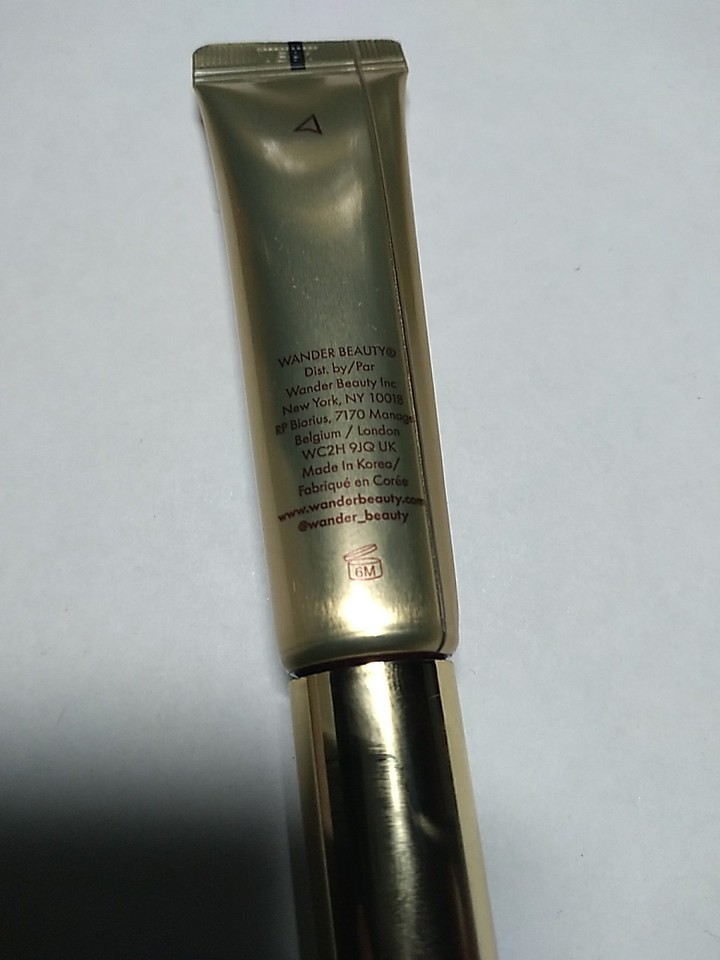 WANDER BEAUTY®
Dist. by/Par
Wander Beauty Inc
New York, NY 10018
RP Biorius, 7170 Manage
Belgium / London
WC2H 9JQ UK
Made In Korea/
Fabriqué en Corée
www.wanderbeauty.com
@wander_beauty
6M